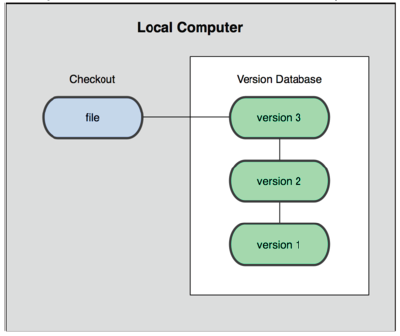 Local Computer
Checkout
Version Database
file
version 3
version 2
version 1